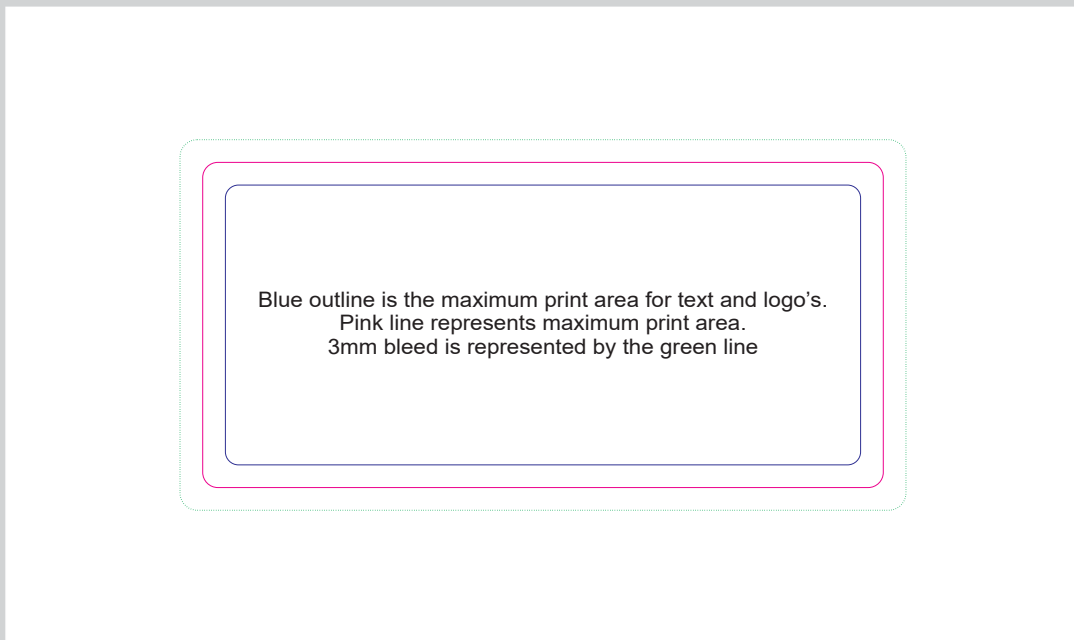 Blue outline is the maximum print area for text and logo’s.
Pink line represents maximum print area.
3mm bleed is represented by the green line